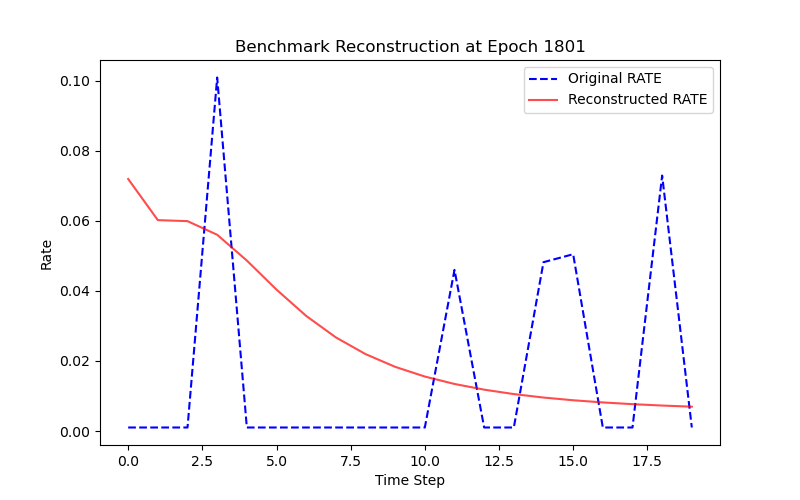 Benchmark Reconstruction at Epoch 1801
Original RATE
Reconstructed RATE
Rate
0.10
0.08
0.06
0.04
0.02
0.00
0.0 2.5 5.0 7.5 10.0 12.5 15.0 17.5
Time Step